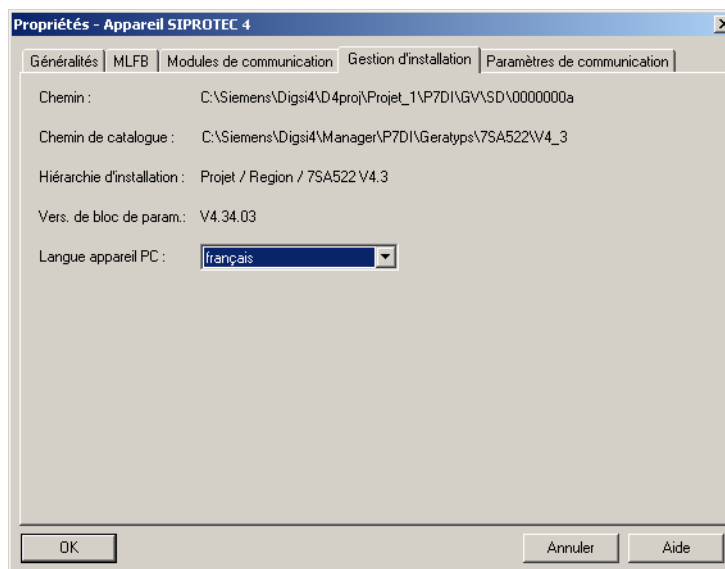 Propriétés - Appareil SIPROTEC 4
Généralités MLFB Modules de communication Gestion d'installation Paramètres de communication
Chemin : C:\Siemens\Digsi4\D4proj\Projet_1\P7DI\GV\SD\0000000a
Chemin de catalogue : C:\Siemens\Digsi4\Manager\P7DI\Geratyps\7SA522\V4_3
Hiérarchie d'installation : Projet / Region / 7SA522 V4.3
Vers. de bloc de param.: V4.34.03
Langue appareil PC : français
OK Annuler Aide